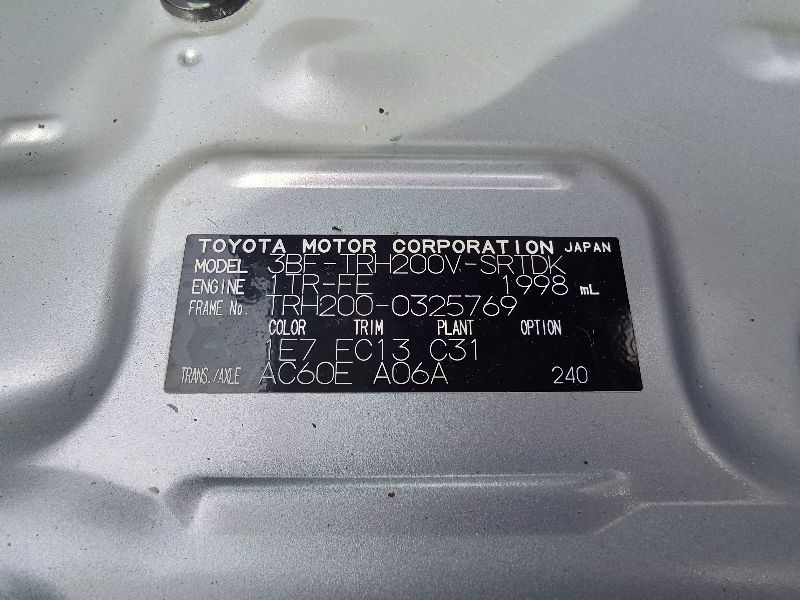 TOYOTA MOTOR CORPORATION JAPAN
MODEL 3BF-TRH200V-SRTDK
ENGINE 1TR-FE 1998 mL
FRAME No. TRH200-0325769
COLOR TRIM PLANT OPTION
1E7 FC13 C31
TRANS./AXLE AC60E A06A 240